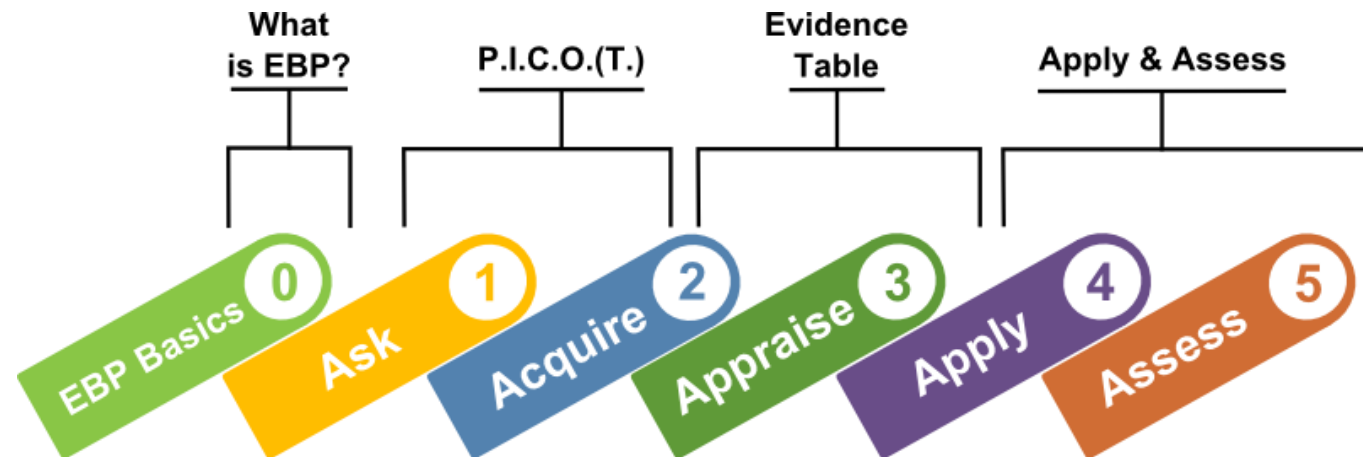 What
is EBP?
P.I.C.O.(T.)
Evidence
Table
Apply & Assess
EBP Basics
0
Ask
1
Acquire
2
Appraise
3
Apply
4
Assess
5